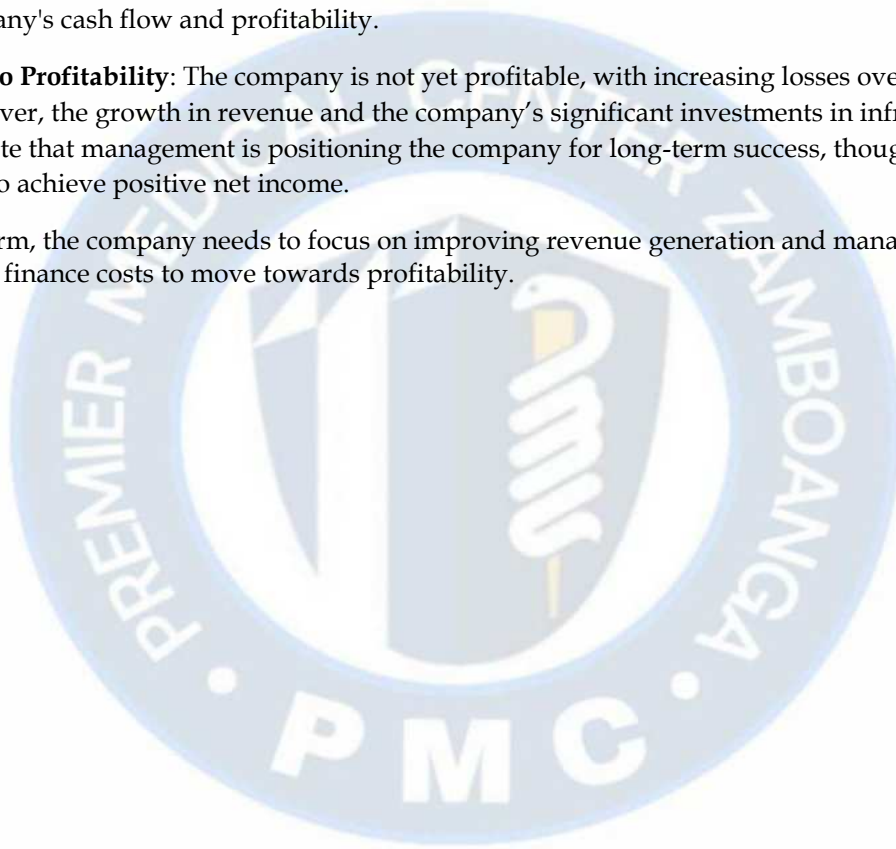 any's cash flow and profitability.
o Profitability: The company is not yet profitable, with increasing losses ove
ver, the growth in revenue and the company's significant investments in infr
te that management is positioning the company for long-term success, thoug
o achieve positive net income.
rm, the company needs to focus on improving revenue generation and mana
finance costs to move towards profitability.
PREMIER MEDICAL CENTER ZAMBOANGA
PMC